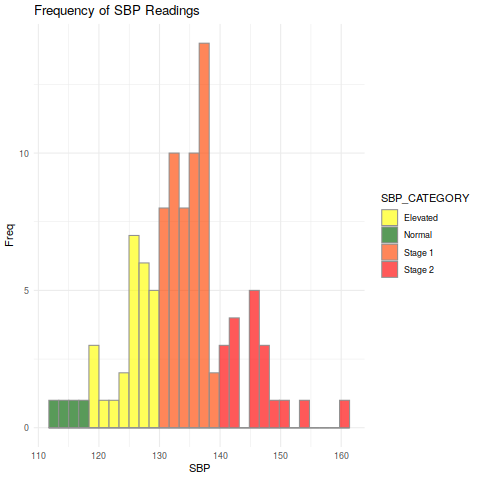 Frequency of SBP Readings
10
5
0
Freq
110 120 130 140 150 160
SBP
SBP_CATEGORY
Elevated
Normal
Stage 1
Stage 2